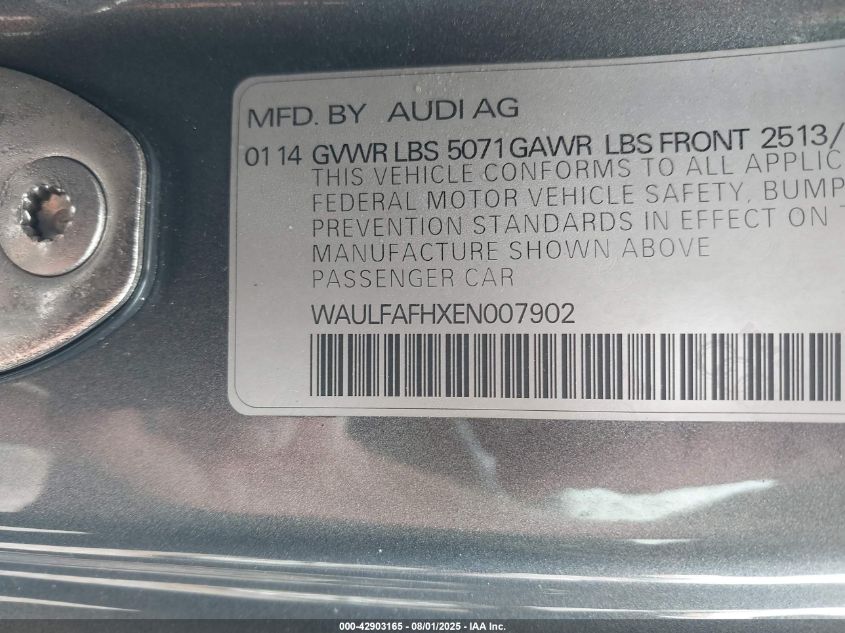 MFD. BY AUDI AG
01 14 GVWR LBS 5071 GAWR LBS FRONT 2513/
THIS VEHICLE CONFORMS TO ALL APPLIC
FEDERAL MOTOR VEHICLE SAFETY, BUMP
PREVENTION STANDARDS IN EFFECT ON T
MANUFACTURE SHOWN ABOVE
PASSENGER CAR
WAULFAFHXEN007902
000-42903165 - 08/01/2025 - IAA Inc.